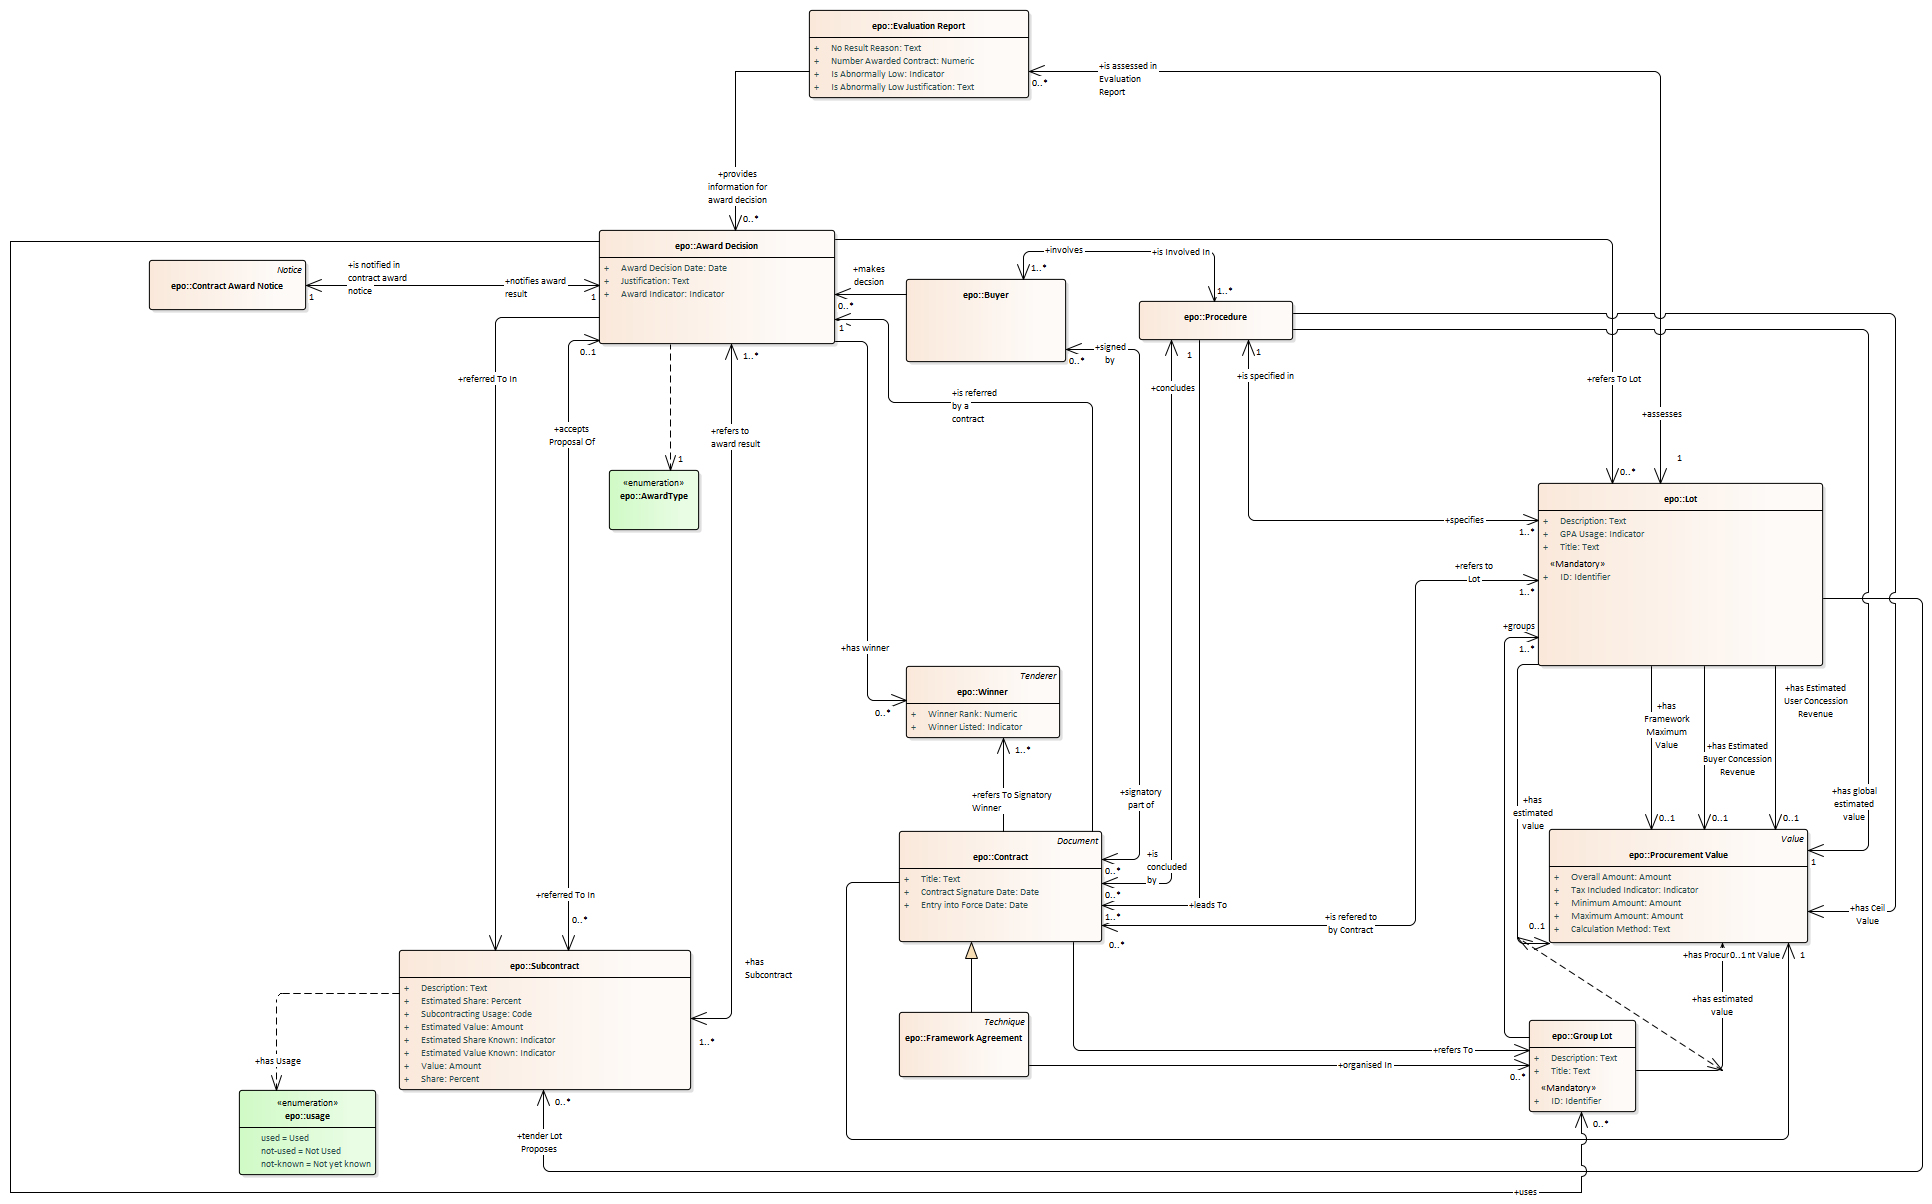 epo::Evaluation Report
+ No Result Reason: Text
+ Number Awarded Contract: Numeric
+ Is Abnormally Low: Indicator
+ Is Abnormally Low Justification: Text
+is assessed in
Evaluation
Report
0..*
+provides
information for
award decision
0..*
epo::Award Decision
+ Award Decision Date: Date
+ Justification: Text
+ Award Indicator: Indicator
Notice
epo::Contract Award Notice
+is notified in
contract award
notice
1
+notifies award
result
1
+makes
decsion
0..*
1
epo::Buyer
+involves
1..*
+is Involved In
1..*
epo::Procedure
+signed
by
0..*
1
+concludes
1
+is specified in
+refers To Lot
0..*
+assesses
1
+referred To In
0..1
+accepts
Proposal Of
1..*
+refers to
award result
1
«enumeration»
epo::AwardType
+is referred
by a
contract
epo::Lot
+ Description: Text
+ GPA Usage: Indicator
+ Title: Text
«Mandatory»
+ ID: Identifier
+specifies
1..*
+refers to
Lot
1..*
+groups
1..*
+has winner
0..*
Tenderer
epo::Winner
+ Winner Rank: Numeric
+ Winner Listed: Indicator
1..*
+refers To Signatory
Winner
+signatory
part of
0..*
+has
Framework
Maximum
Value
0..1
+has Estimated
Buyer Concession
Revenue
0..1
+has Estimated
User Concession
Revenue
0..1
+has
estimated
value
0..1
+has global
estimated
value
1
Document
epo::Contract
+ Title: Text
+ Contract Signature Date: Date
+ Entry into Force Date: Date
+is
concluded
by
0..*
+leads To
1..*
+is refered to
by Contract
0..*
Value
epo::Procurement Value
+ Overall Amount: Amount
+ Tax Included Indicator: Indicator
+ Minimum Amount: Amount
+ Maximum Amount: Amount
+ Calculation Method: Text
+has Ceil
Value
+has Procur0..1nt Value
1
+has estimated
value
+referred To In
0..*
epo::Subcontract
+ Description: Text
+ Estimated Share: Percent
+ Subcontracting Usage: Code
+ Estimated Value: Amount
+ Estimated Share Known: Indicator
+ Estimated Value Known: Indicator
+ Value: Amount
+ Share: Percent
+has
Subcontract
1..*
Technique
epo::Framework Agreement
+refers To
+organised In
0..*
epo::Group Lot
+ Description: Text
+ Title: Text
«Mandatory»
+ ID: Identifier
0..*
+has Usage
«enumeration»
epo::usage
used = Used
not-used = Not Used
not-known = Not yet known
0..*
+tender Lot
Proposes
+uses